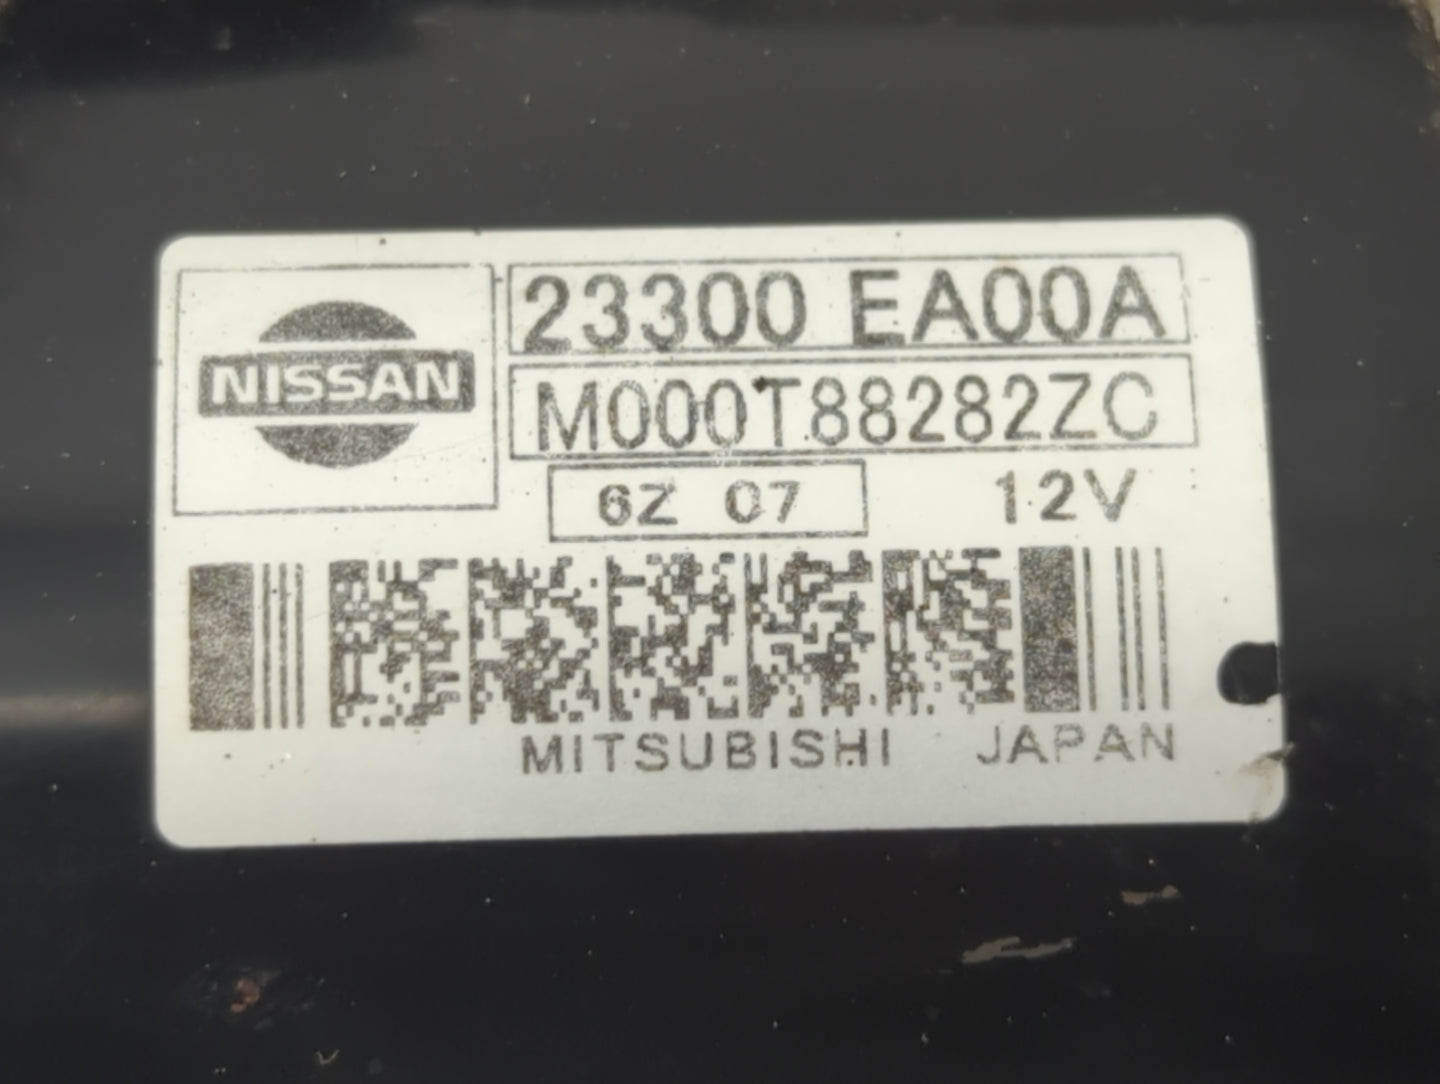 NISSAN
23300 EA00A
M000T88282ZC
6Z 07
12V
MITSUBISHI JAPAN